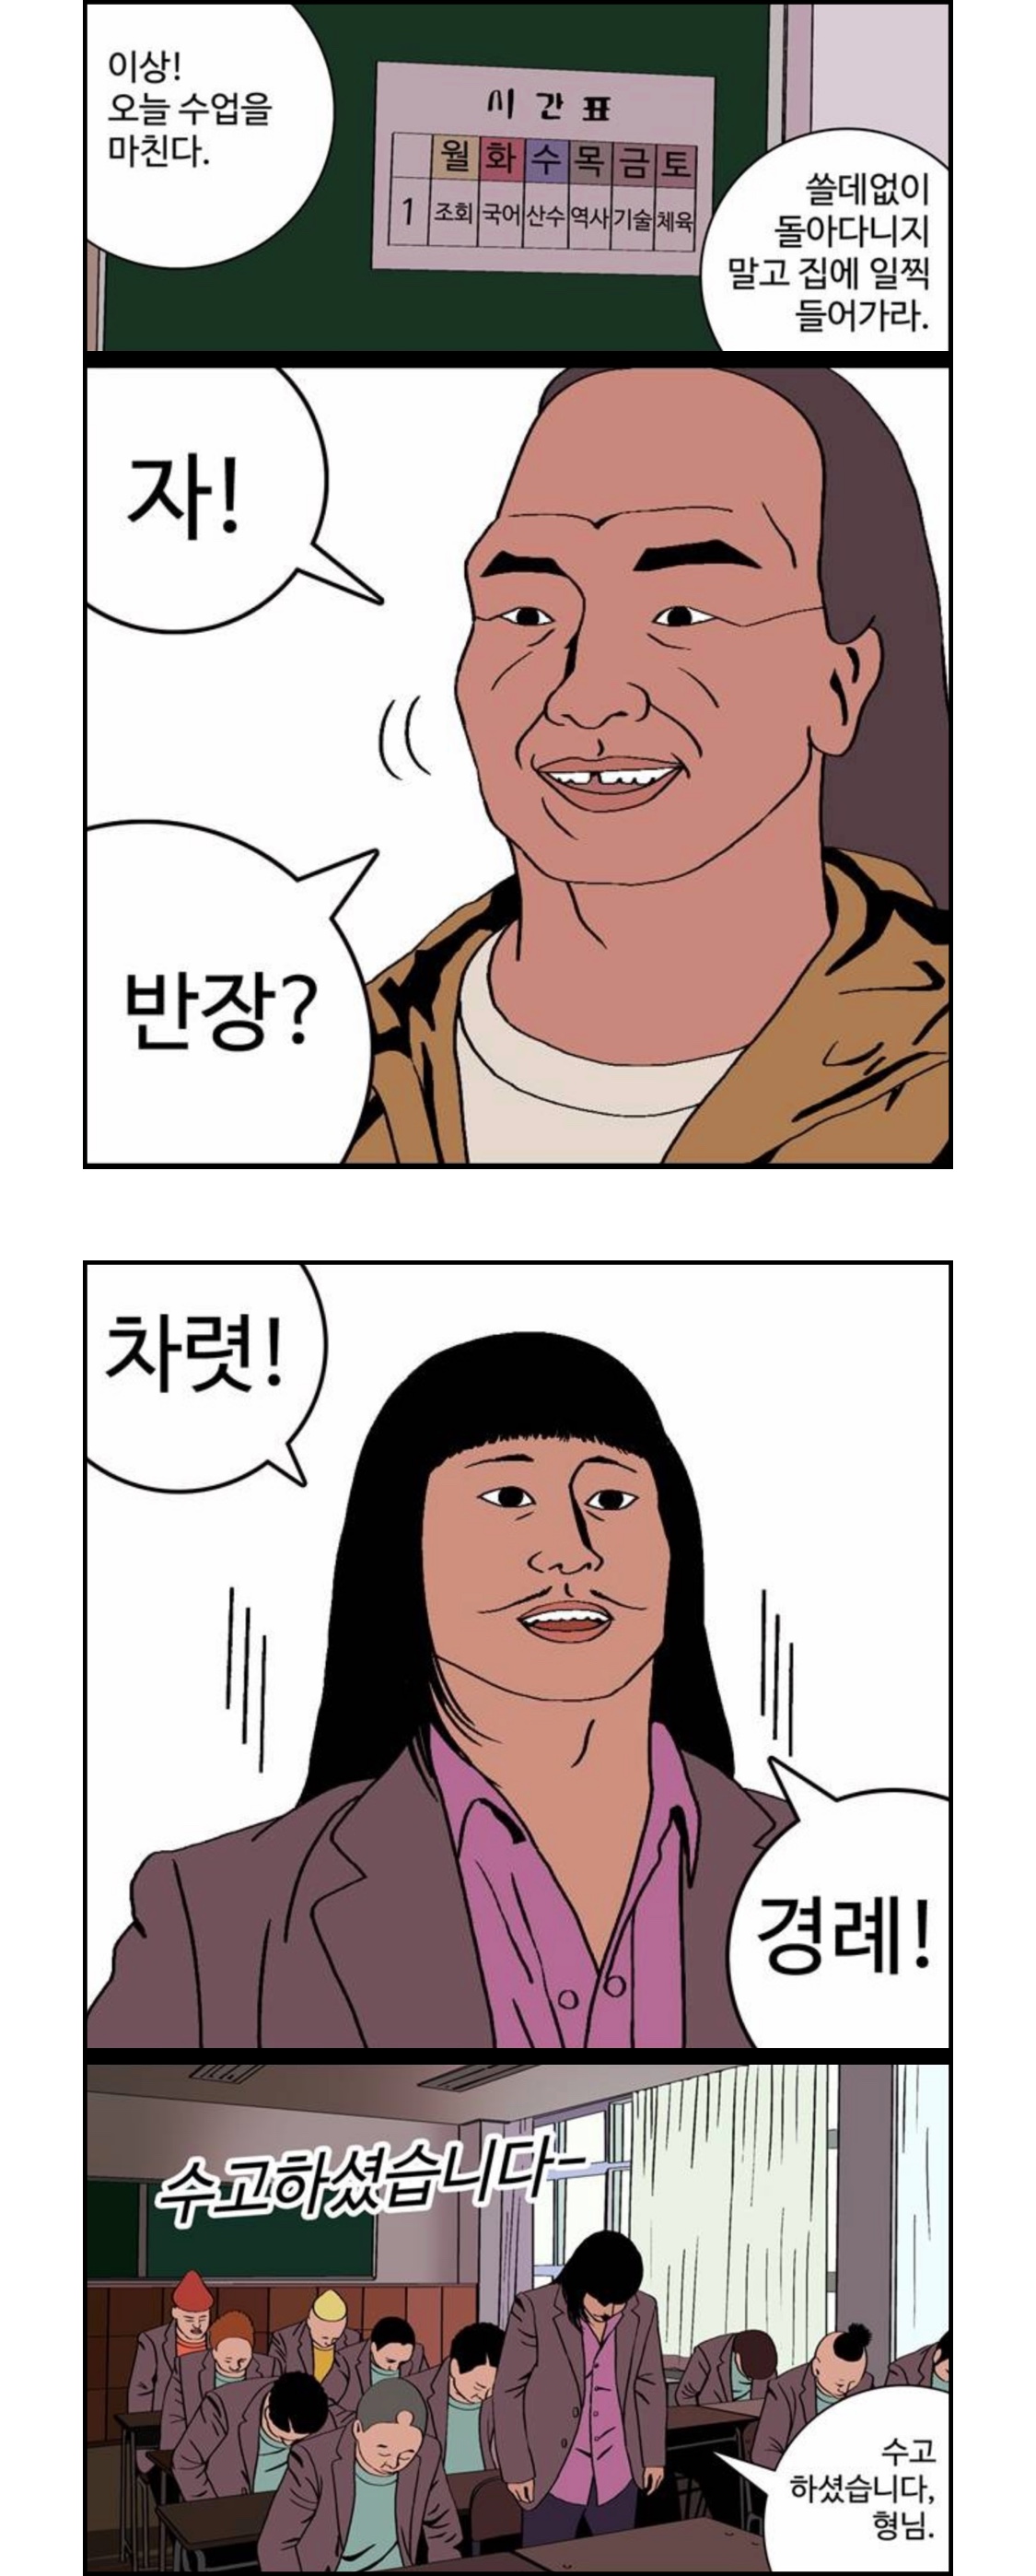 이상!
오늘 수업을
마친다.
시간표
월 화 수 목 금 토
1 조회 국어 산수 역사 기술 체육
쓸데없이
돌아다니지
말고 집에 일찍
들어가라.
자!
반장?
차렷!
경례!
수고하셨습니다-
수고
하셨습니다,
형님.